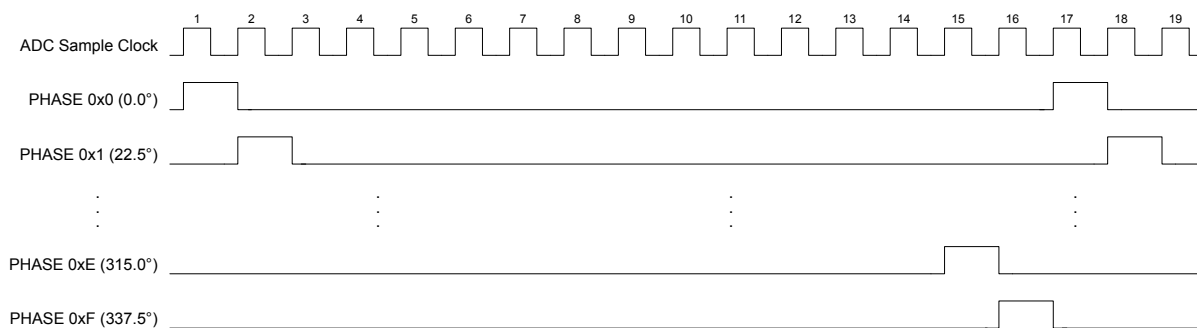 1 2 3 4 5 6 7 8 9 10 11 12 13 14 15 16 17 18 19
ADC Sample Clock
PHASE 0x0 (0.0°)
PHASE 0x1 (22.5°)
PHASE 0xE (315.0°)
PHASE 0xF (337.5°)